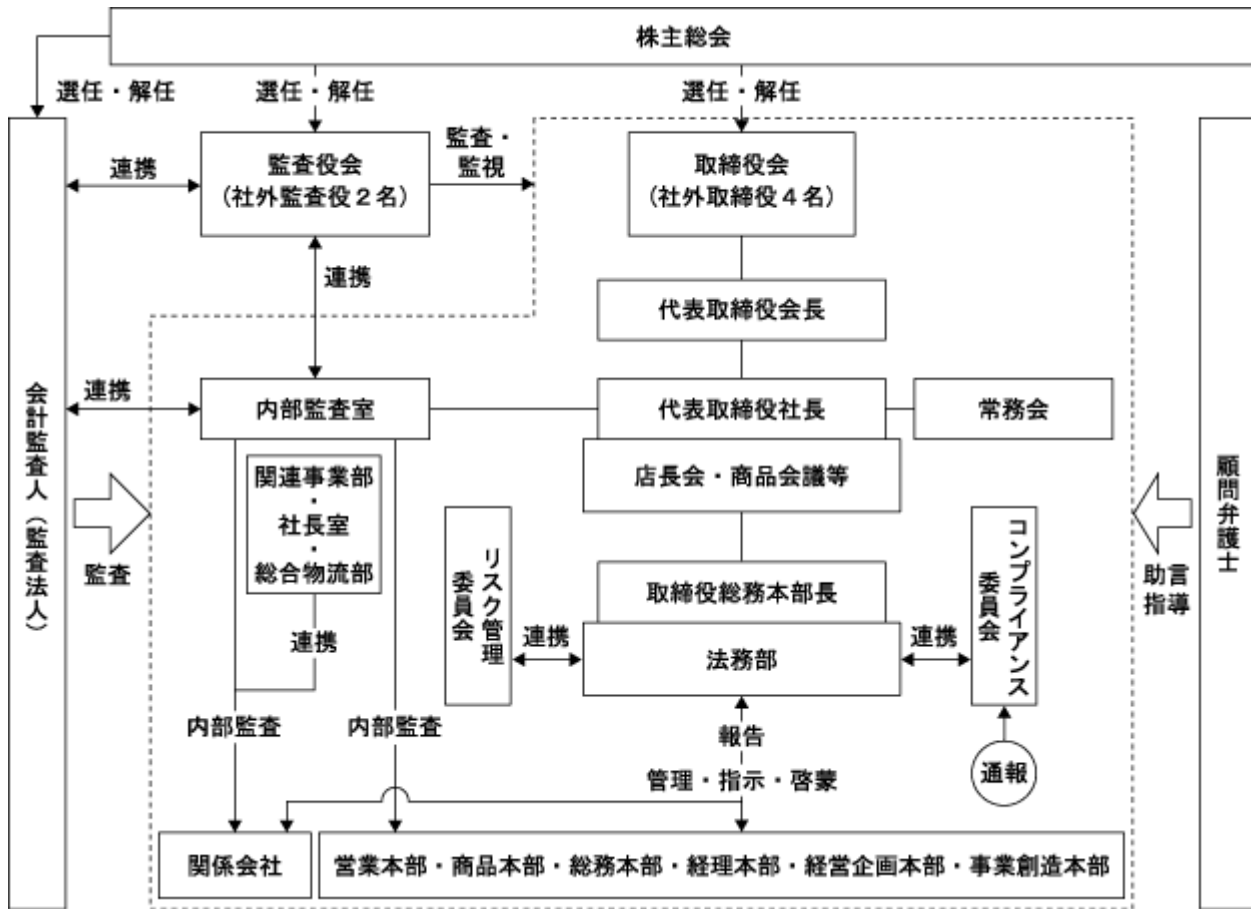 株主総会
選任・解任
選任・解任
選任・解任
監査役会
（社外監査役２名）
監査・
監視
取締役会
（社外取締役４名）
連携
連携
代表取締役会長
連携
内部監査室
代表取締役社長
常務会
店長会・商品会議等
会計監査人（監査法人）
監査
関連事業部
・
社長室
・
総合物流部
連携
リスク管理
委員会
取締役総務本部長
法務部
連携
連携
コンプライアンス
委員会
顧問弁護士
助言
指導
内部監査
内部監査
報告
管理・指示・啓蒙
通報
関係会社
営業本部・商品本部・総務本部・経理本部・経営企画本部・事業創造本部